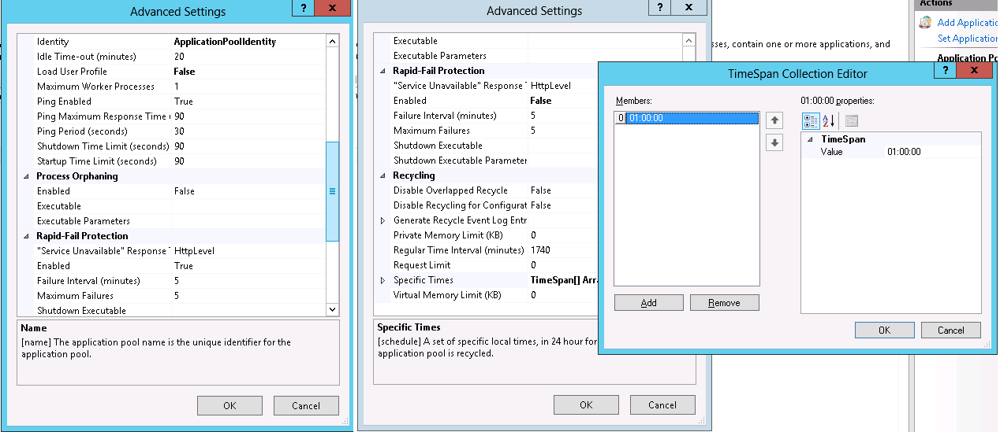 Advanced Settings
?
x
Identity ApplicationPoolIdentity
Idle Time-out (minutes) 20
Load User Profile False
Maximum Worker Processes 1
Ping Enabled True
Ping Maximum Response Time ( 90
Ping Period (seconds) 30
Shutdown Time Limit (seconds) 90
Startup Time Limit (seconds) 90
Process Orphaning
Enabled False
Executable
Executable Parameters
Rapid-Fail Protection
"Service Unavailable" Response T HttpLevel
Enabled True
Failure Interval (minutes) 5
Maximum Failures 5
Shutdown Executable
Name
[name] The application pool name is the unique identifier for the
application pool.
OK
Cancel
Advanced Settings
?
x
Executable
Executable Parameters
Rapid-Fail Protection
"Service Unavailable" Response T HttpLevel
Enabled False
Failure Interval (minutes) 5
Maximum Failures 5
Shutdown Executable
Shutdown Executable Parameter
Recycling
Disable Overlapped Recycle False
Disable Recycling for Configurat False
Generate Recycle Event Log Entr
Private Memory Limit (KB) 0
Regular Time Interval (minutes) 1740
Request Limit 0
Specific Times TimeSpan[] Arra
Virtual Memory Limit (KB) 0
Specific Times
[schedule] A set of specific local times, in 24 hour for
application pool is recycled.
OK
Cancel
sses, contain one or more applications, and
Actions
Add Applicatio
Set Application
Application Po
TimeSpan Collection Editor
?
x
Members:
0 01:00:00
Add
Remove
01:00:00 properties:
A
Z
TimeSpan
Value 01:00:00
OK
Cancel